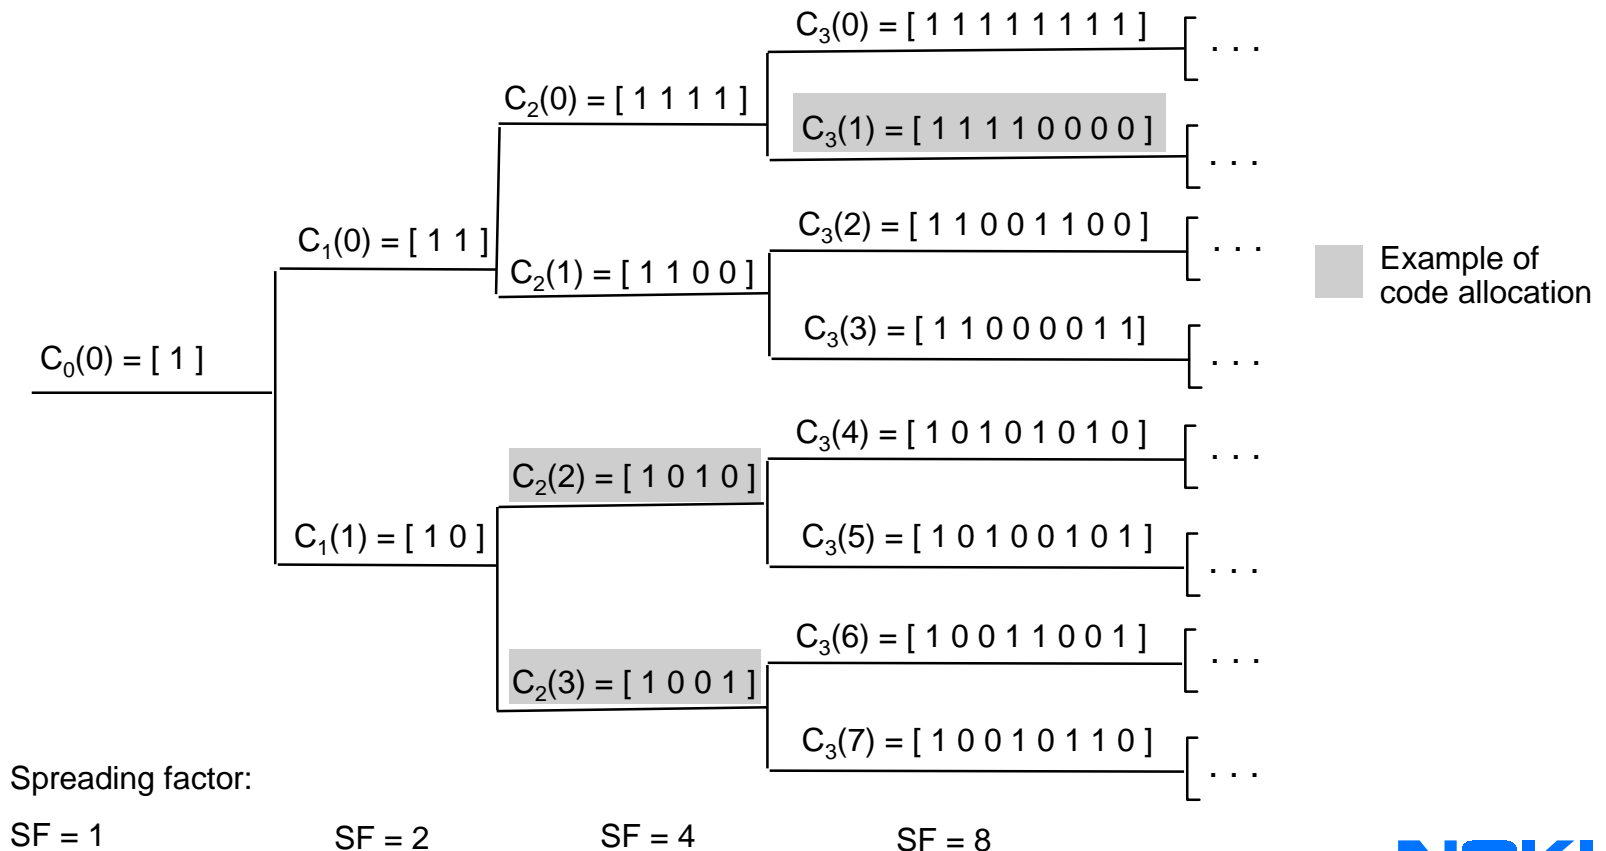 C₃(0) = [ 1 1 1 1 1 1 1 1 ]
. . .
C₂(0) = [ 1 1 1 1 ]
C₃(1) = [ 1 1 1 1 0 0 0 0 ]
. . .
C₁(0) = [ 1 1 ]
C₃(2) = [ 1 1 0 0 1 1 0 0 ]
. . .
C₂(1) = [ 1 1 0 0 ]
Example of
code allocation
C₃(3) = [ 1 1 0 0 0 0 1 1]
. . .
C₀(0) = [ 1 ]
C₃(4) = [ 1 0 1 0 1 0 1 0 ]
. . .
C₂(2) = [ 1 0 1 0 ]
C₁(1) = [ 1 0 ]
C₃(5) = [ 1 0 1 0 0 1 0 1 ]
. . .
C₃(6) = [ 1 0 0 1 1 0 0 1 ]
. . .
C₂(3) = [ 1 0 0 1 ]
C₃(7) = [ 1 0 0 1 0 1 1 0 ]
. . .
Spreading factor:
SF = 1
SF = 2
SF = 4
SF = 8